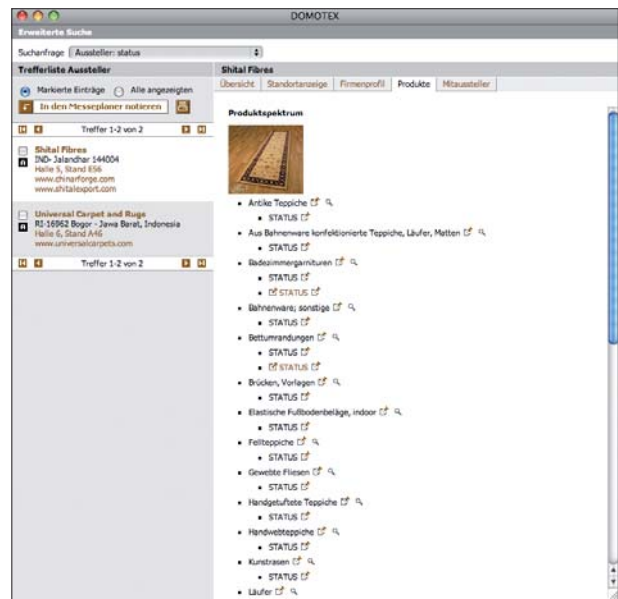 DOMOTEX
Erweiterte Suche
Suchanfrage Aussteller: status
Trefferliste Aussteller
Markierte Einträge Alle angezeigten
In den Messeplaner notieren
Treffer 1-2 von 2
Shital Fibres
IND- Jalandhar 144004
Halle 5, Stand E56
www.chinarforge.com
www.shitalexport.com
Universal Carpet and Rugs
RI-16962 Bogor - Jawa Barat, Indonesia
Halle 6, Stand A46
www.universalcarpets.com
Treffer 1-2 von 2
Shital Fibres
Übersicht Standortanzeige Firmenprofil Produkte Mitaussteller
Produktspektrum
Antike Teppiche
STATUS
Aus Bahnenware konfektionierte Teppiche, Läufer, Matten
STATUS
Badezimmergarnituren
STATUS
STATUS
Bahnenware; sonstige
STATUS
Bettumrandungen
STATUS
STATUS
Brücken, Vorlagen
STATUS
Elastische Fußbodenbeläge, indoor
STATUS
Fellteppiche
STATUS
Gewebte Fliesen
STATUS
Handgetuftete Teppiche
STATUS
Handwebteppiche
STATUS
Kunstrasen
STATUS
Läufer